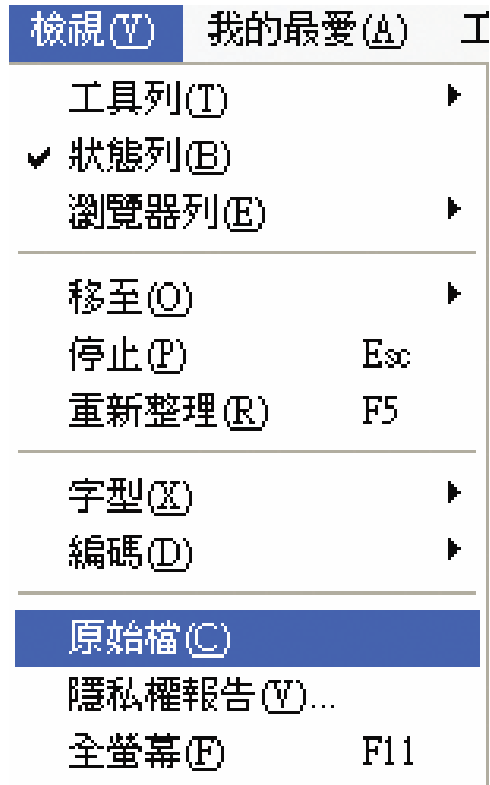 檢視(V) 我的最愛(A) 工
工具列(T)
狀態列(B)
瀏覽器列(E)
移至(O)
停止(P) Esc
重新整理(R) F5
字型(X)
編碼(D)
原始檔(C)
隱私權報告(V)...
全螢幕(F) F11